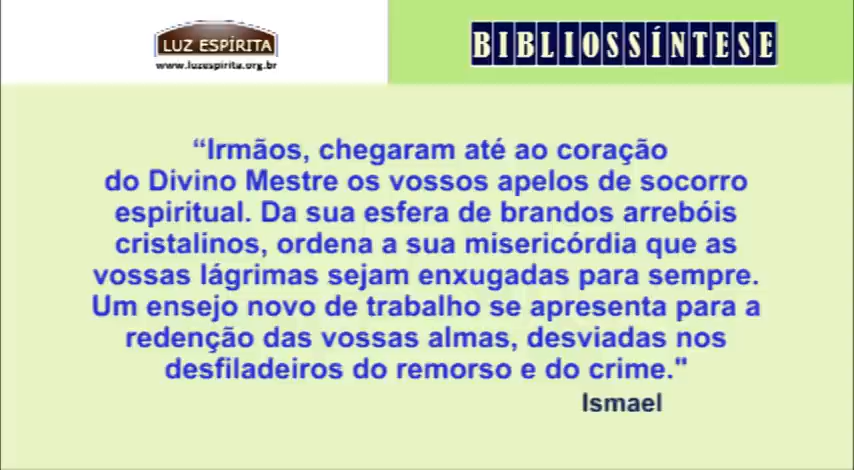 LUZ ESPÍRITA
www.luzespirita.org.br
BIBLIOSSÍNTESE
“Irmãos, chegaram até ao coração
do Divino Mestre os vossos apelos de socorro
espiritual. Da sua esfera de brandos arrebóis
cristalinos, ordena a sua misericórdia que as
vossas lágrimas sejam enxugadas para sempre.
Um ensejo novo de trabalho se apresenta para a
redenção das vossas almas, desviadas nos
desfiladeiros do remorso e do crime."
Ismael